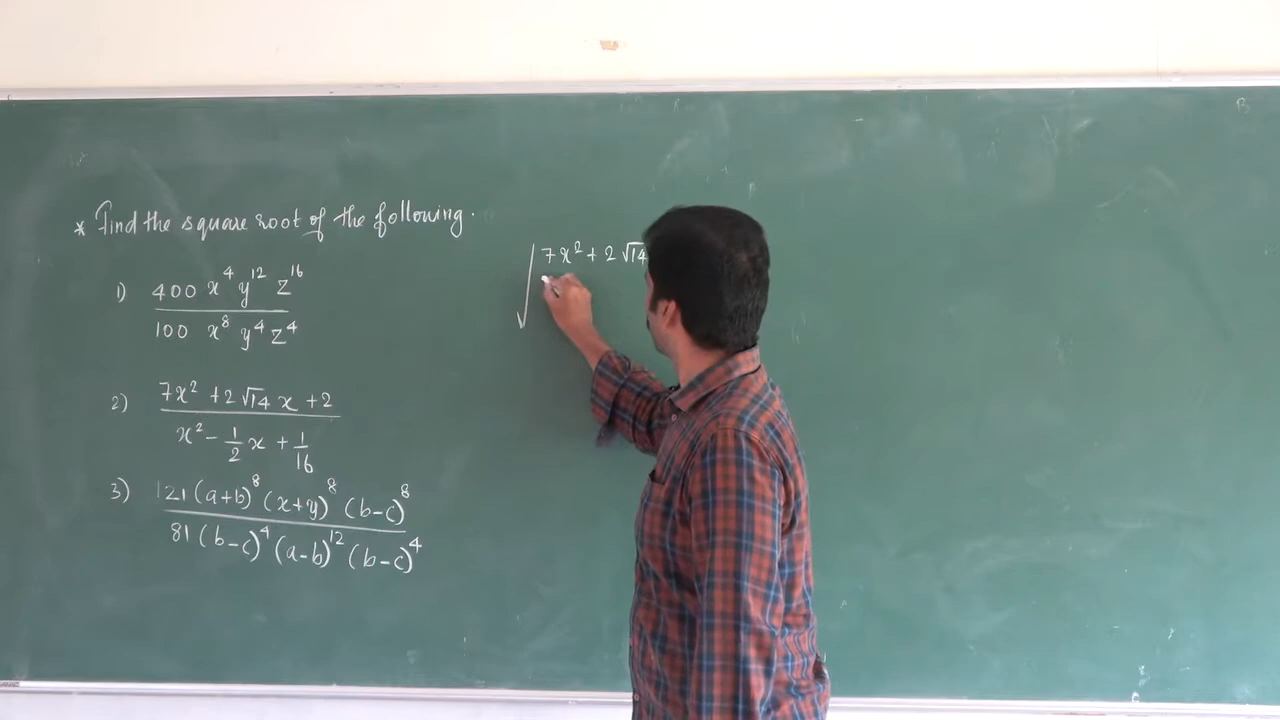 * Find the square root of the following.
1) 400 x⁴ y¹² z¹⁶
100 x⁸ y⁴ z⁴
2) 7x² + 2√14 x + 2
x² - 1/2 x + 1/16
3) 121 (a+b)⁸ (x+y)⁸ (b-c)⁸
81 (b-c)⁴ (a-b)¹² (b-c)⁴
√ 7x² + 2√14